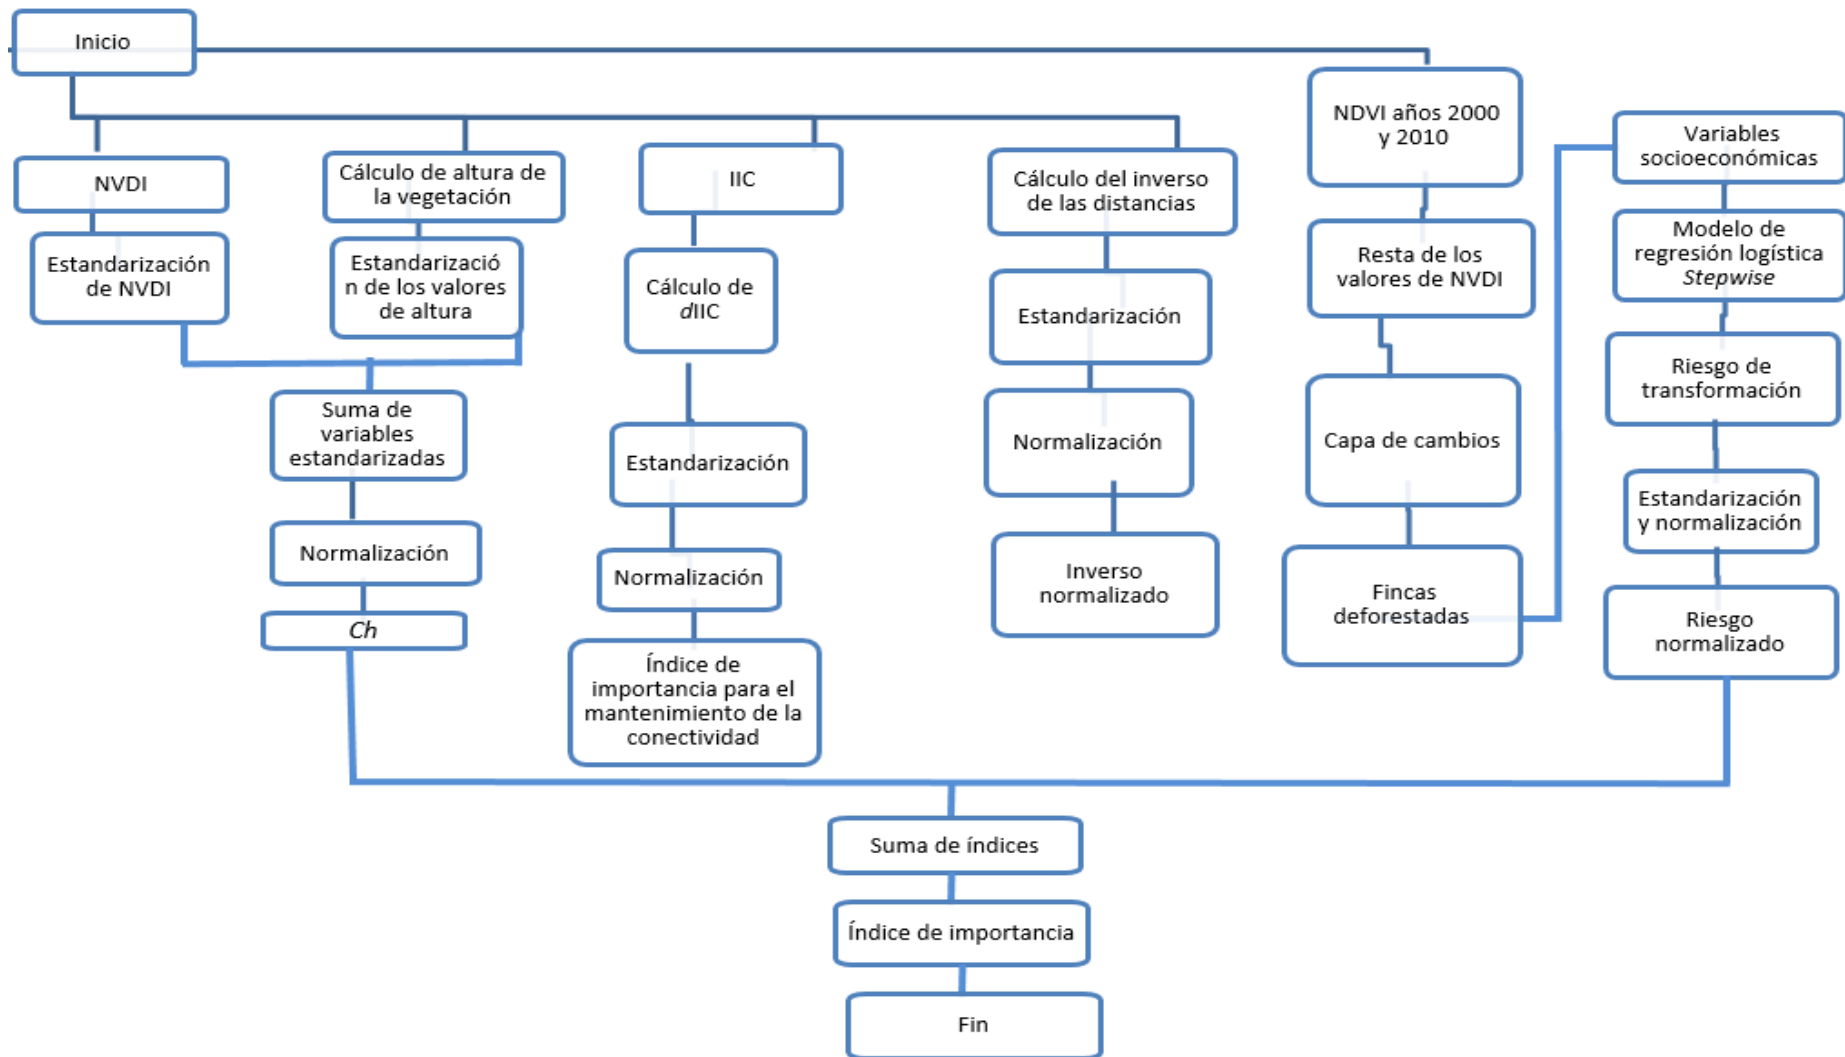 Inicio
NVDI
Estandarización
de NVDI
Cálculo de altura de
la vegetación
Estandarizació
n de los valores
de altura
Suma de
variables
estandarizadas
Normalización
Ch
IIC
Cálculo de
dIIC
Estandarización
Normalización
Índice de
importancia para el
mantenimiento de la
conectividad
Cálculo del inverso
de las distancias
Estandarización
Normalización
Inverso
normalizado
NDVI años 2000
y 2010
Resta de los
valores de NVDI
Capa de cambios
Fincas
deforestadas
Variables
socioeconómicas
Modelo de
regresión logística
Stepwise
Riesgo de
transformación
Estandarización
y normalización
Riesgo
normalizado
Suma de índices
Índice de importancia
Fin